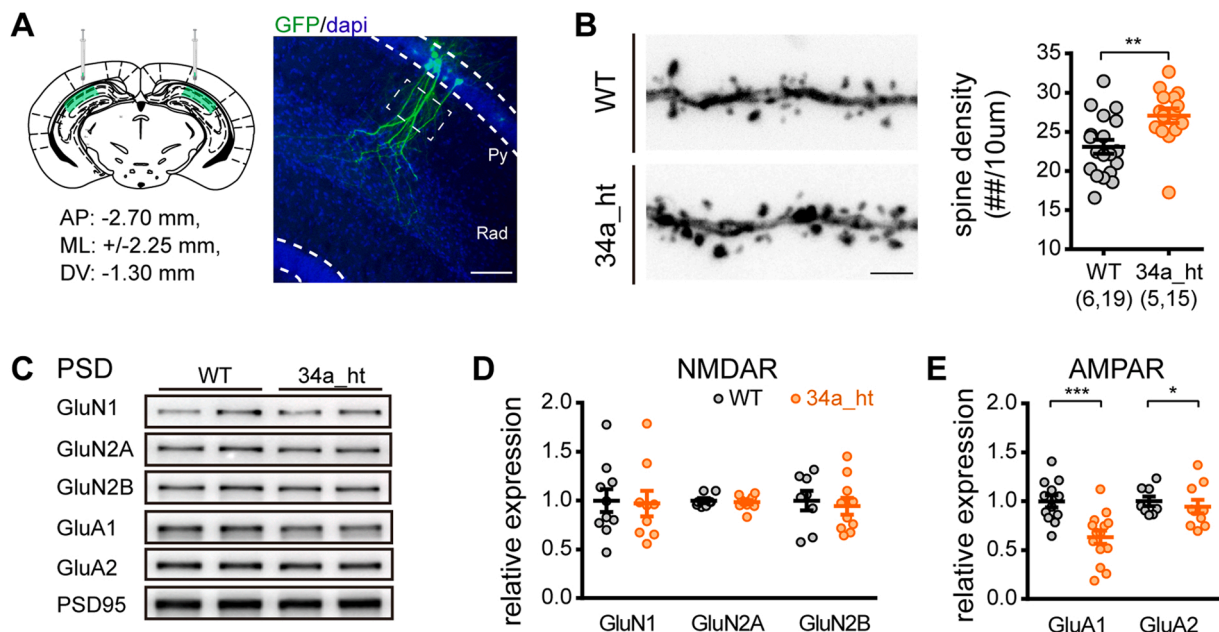 A
GFP/dapi
Py
Rad
AP: -2.70 mm,
ML: +/-2.25 mm,
DV: -1.30 mm
B
WT
34a_ht
spine density
(##/10um)
35
30
25
20
15
10
**
WT
34a_ht
(6,19)
(5,15)
C
PSD
WT
34a_ht
GluN1
GluN2A
GluN2B
GluA1
GluA2
PSD95
D
NMDAR
WT
34a_ht
relative expression
2.0
1.5
1.0
0.5
0.0
GluN1
GluN2A
GluN2B
E
AMPAR
***
*
relative expression
2.0
1.5
1.0
0.5
0.0
GluA1
GluA2